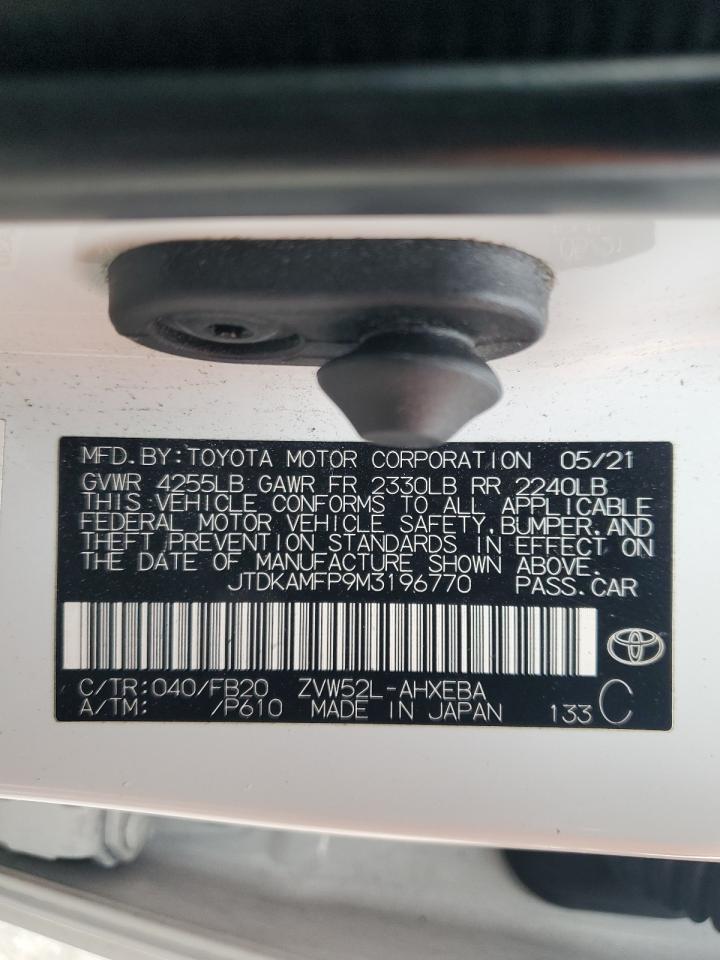 MFD.BY:TOYOTA MOTOR CORPORATION 05/21
GVWR 4255LB GAWR FR 2330LB RR 2240LB
THIS VEHICLE CONFORMS TO ALL APPLICABLE
FEDERAL MOTOR VEHICLE SAFETY,BUMPER,AND
THEFT PREVENTION STANDARDS IN EFFECT ON
THE DATE OF MANUFACTURE SHOWN ABOVE.
JTDKAMFP9M3196770 PASS.CAR
C/TR:040/FB20 ZVW52L-AHXEBA
A/TM: /P610 MADE IN JAPAN 133 C